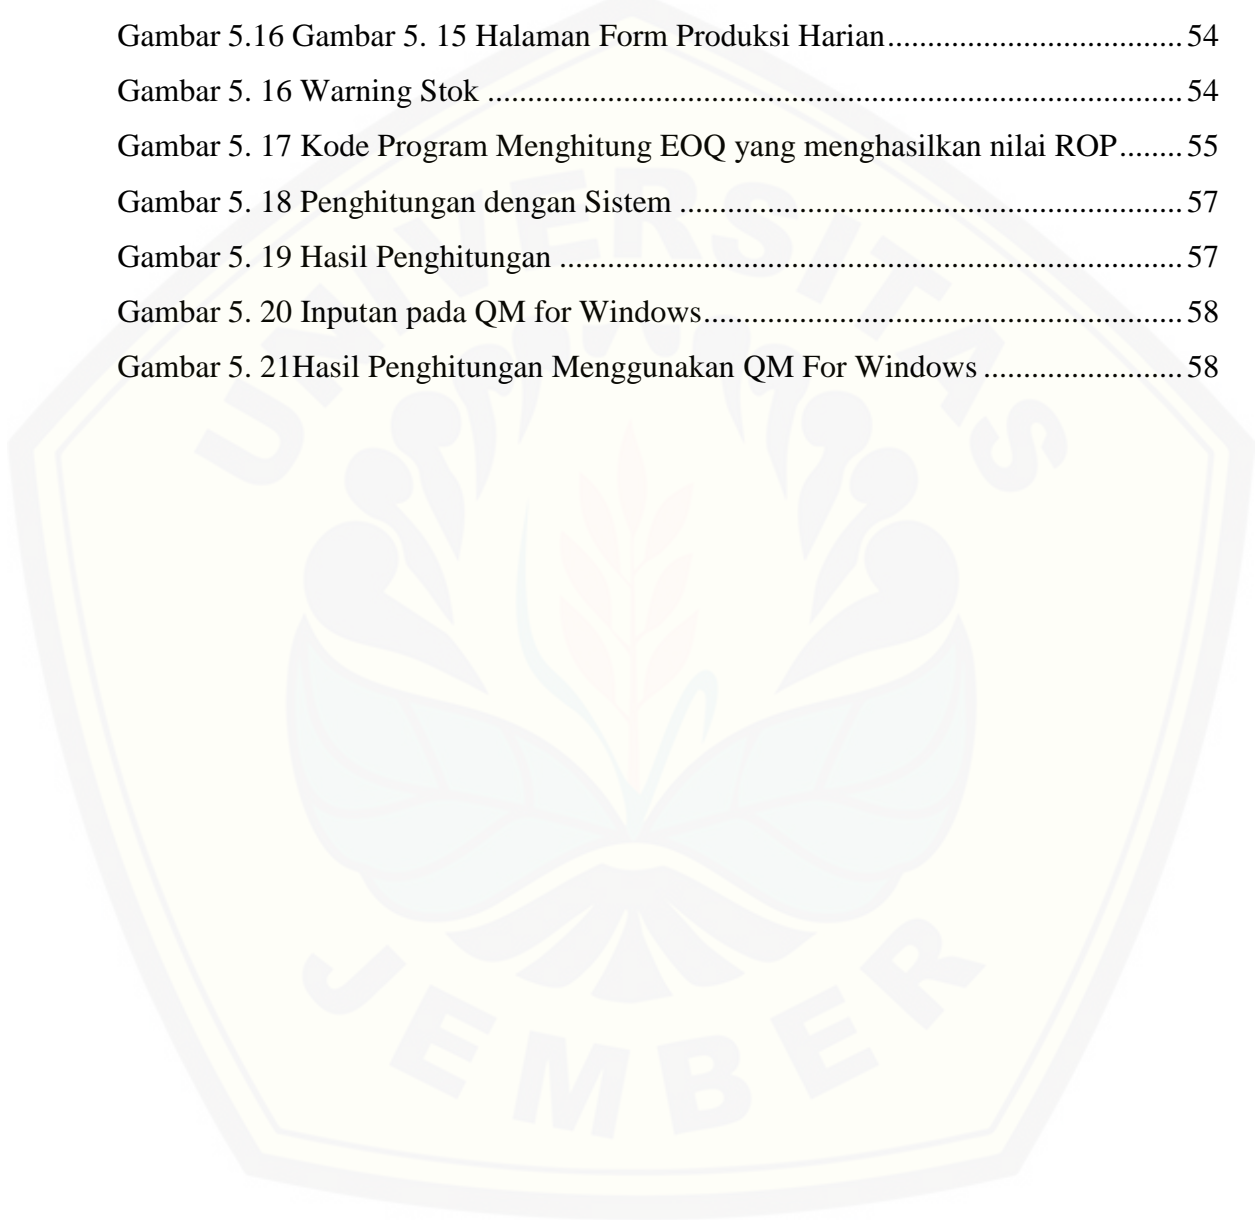 Gambar 5.16 Gambar 5. 15 Halaman Form Produksi Harian..................................... 54
Gambar 5. 16 Warning Stok ....................................................................................... 54
Gambar 5. 17 Kode Program Menghitung EOQ yang menghasilkan nilai ROP........ 55
Gambar 5. 18 Penghitungan dengan Sistem ............................................................... 57
Gambar 5. 19 Hasil Penghitungan .............................................................................. 57
Gambar 5. 20 Inputan pada QM for Windows............................................................ 58
Gambar 5. 21Hasil Penghitungan Menggunakan QM For Windows ......................... 58
UNIVERSITAS
JEMBER